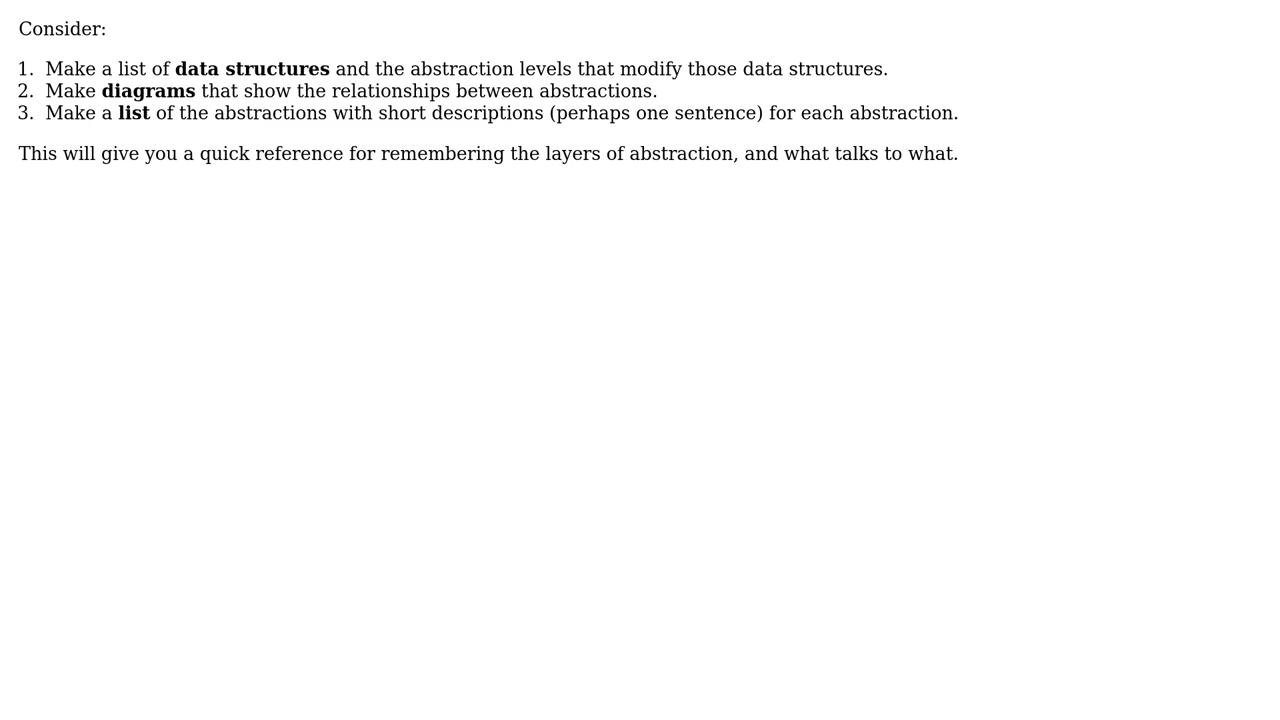 Consider:
1. Make a list of data structures and the abstraction levels that modify those data structures.
2. Make diagrams that show the relationships between abstractions.
3. Make a list of the abstractions with short descriptions (perhaps one sentence) for each abstraction.
This will give you a quick reference for remembering the layers of abstraction, and what talks to what.